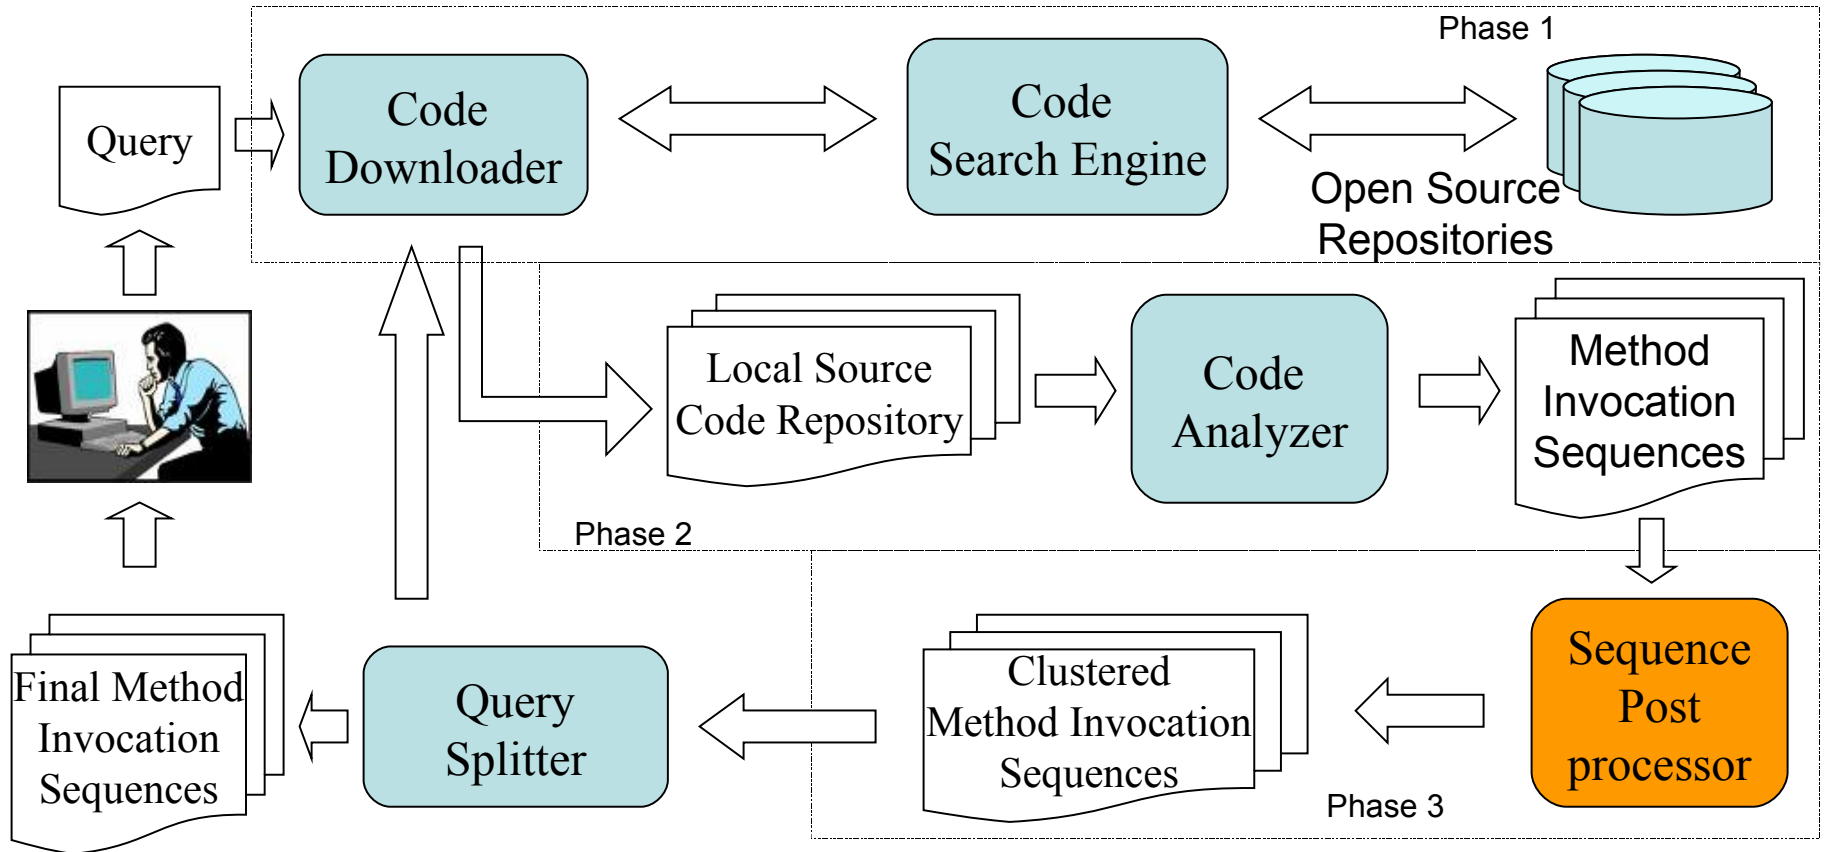 Phase 1
Query
Code
Downloader
Code
Search Engine
Open Source
Repositories
Local Source
Code Repository
Code
Analyzer
Method
Invocation
Sequences
Phase 2
Final Method
Invocation
Sequences
Query
Splitter
Clustered
Method Invocation
Sequences
Sequence
Post
processor
Phase 3